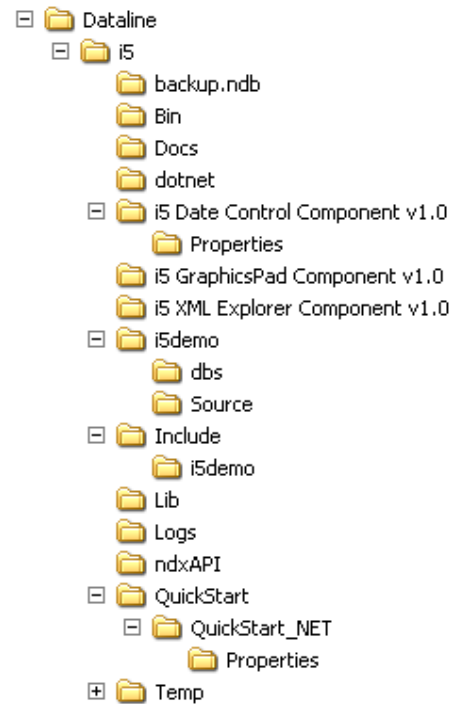 Dataline
i5
backup.ndb
Bin
Docs
dotnet
i5 Date Control Component v1.0
Properties
i5 GraphicsPad Component v1.0
i5 XML Explorer Component v1.0
i5demo
dbs
Source
Include
i5demo
Lib
Logs
ndxAPI
QuickStart
QuickStart_NET
Properties
Temp